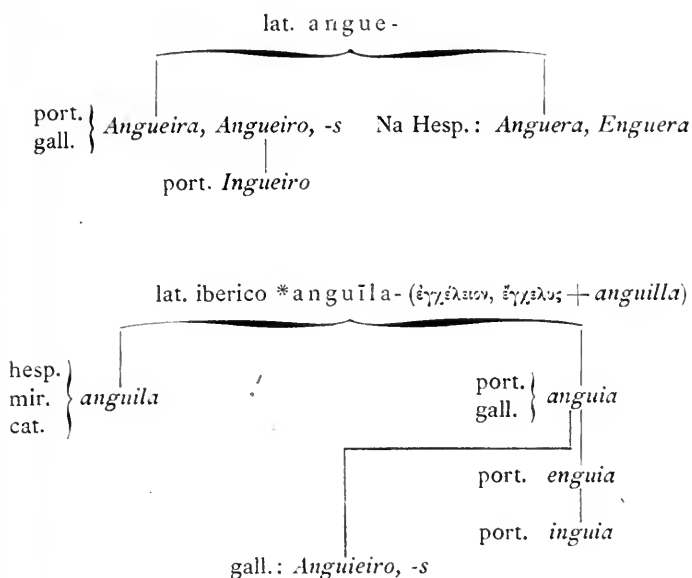 lat. angue-
port.
gall. } Angueira, Angueiro, -s Na Hesp.: Anguera, Enguera
port. Ingueiro
lat. iberico *anguīla- (ἐγχέλειον, ἔγχελυς + anguilla)
hesp.
mir. } anguila
cat.
port.
gall. } anguia
port. enguia
port. inguia
gall.: Anguieiro, -s